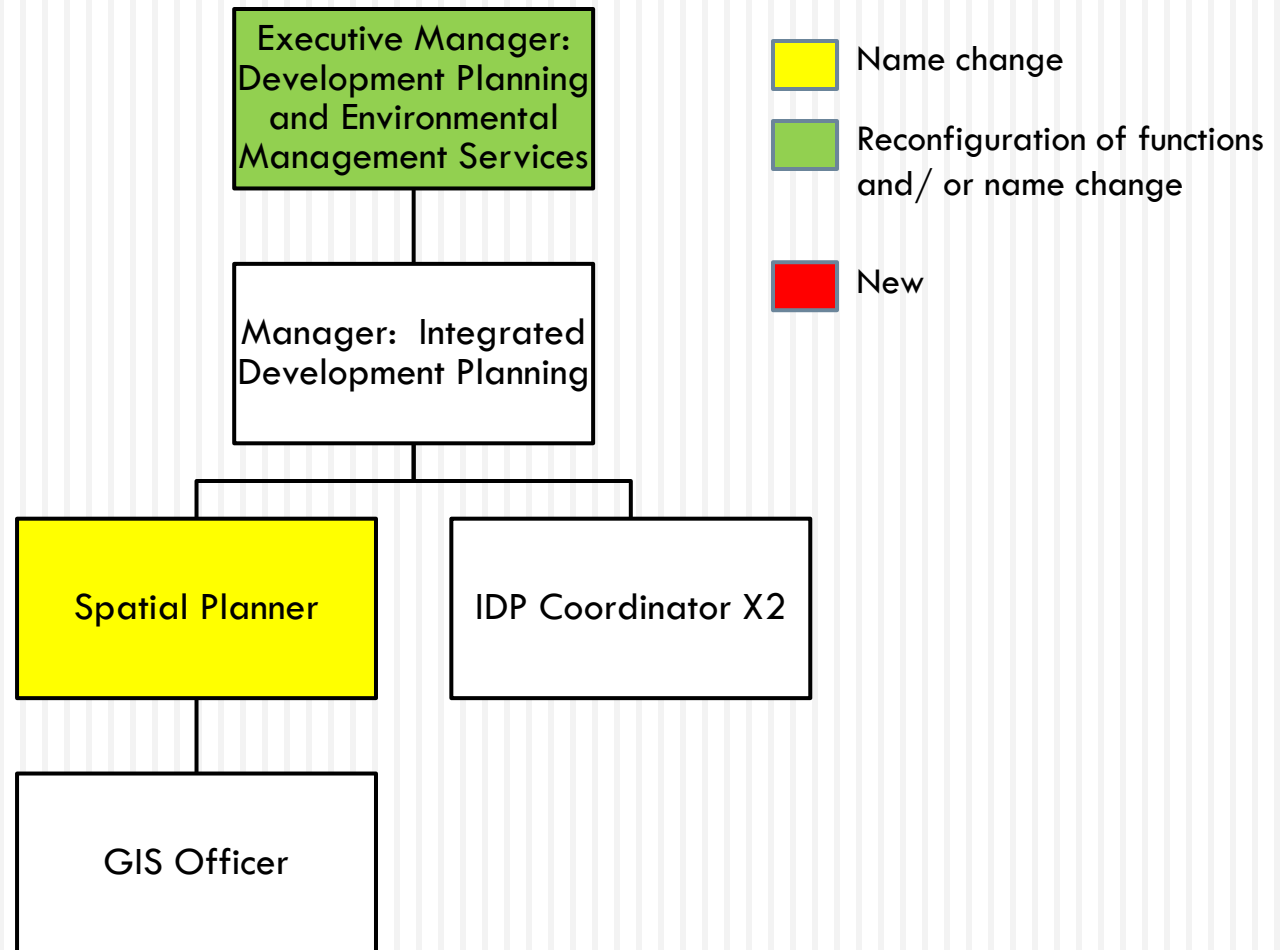 Executive Manager:
Development Planning
and Environmental
Management Services
Name change
Reconfiguration of functions
and/ or name change
New
Manager:  Integrated
Development Planning
Spatial Planner
IDP Coordinator X2
GIS Officer